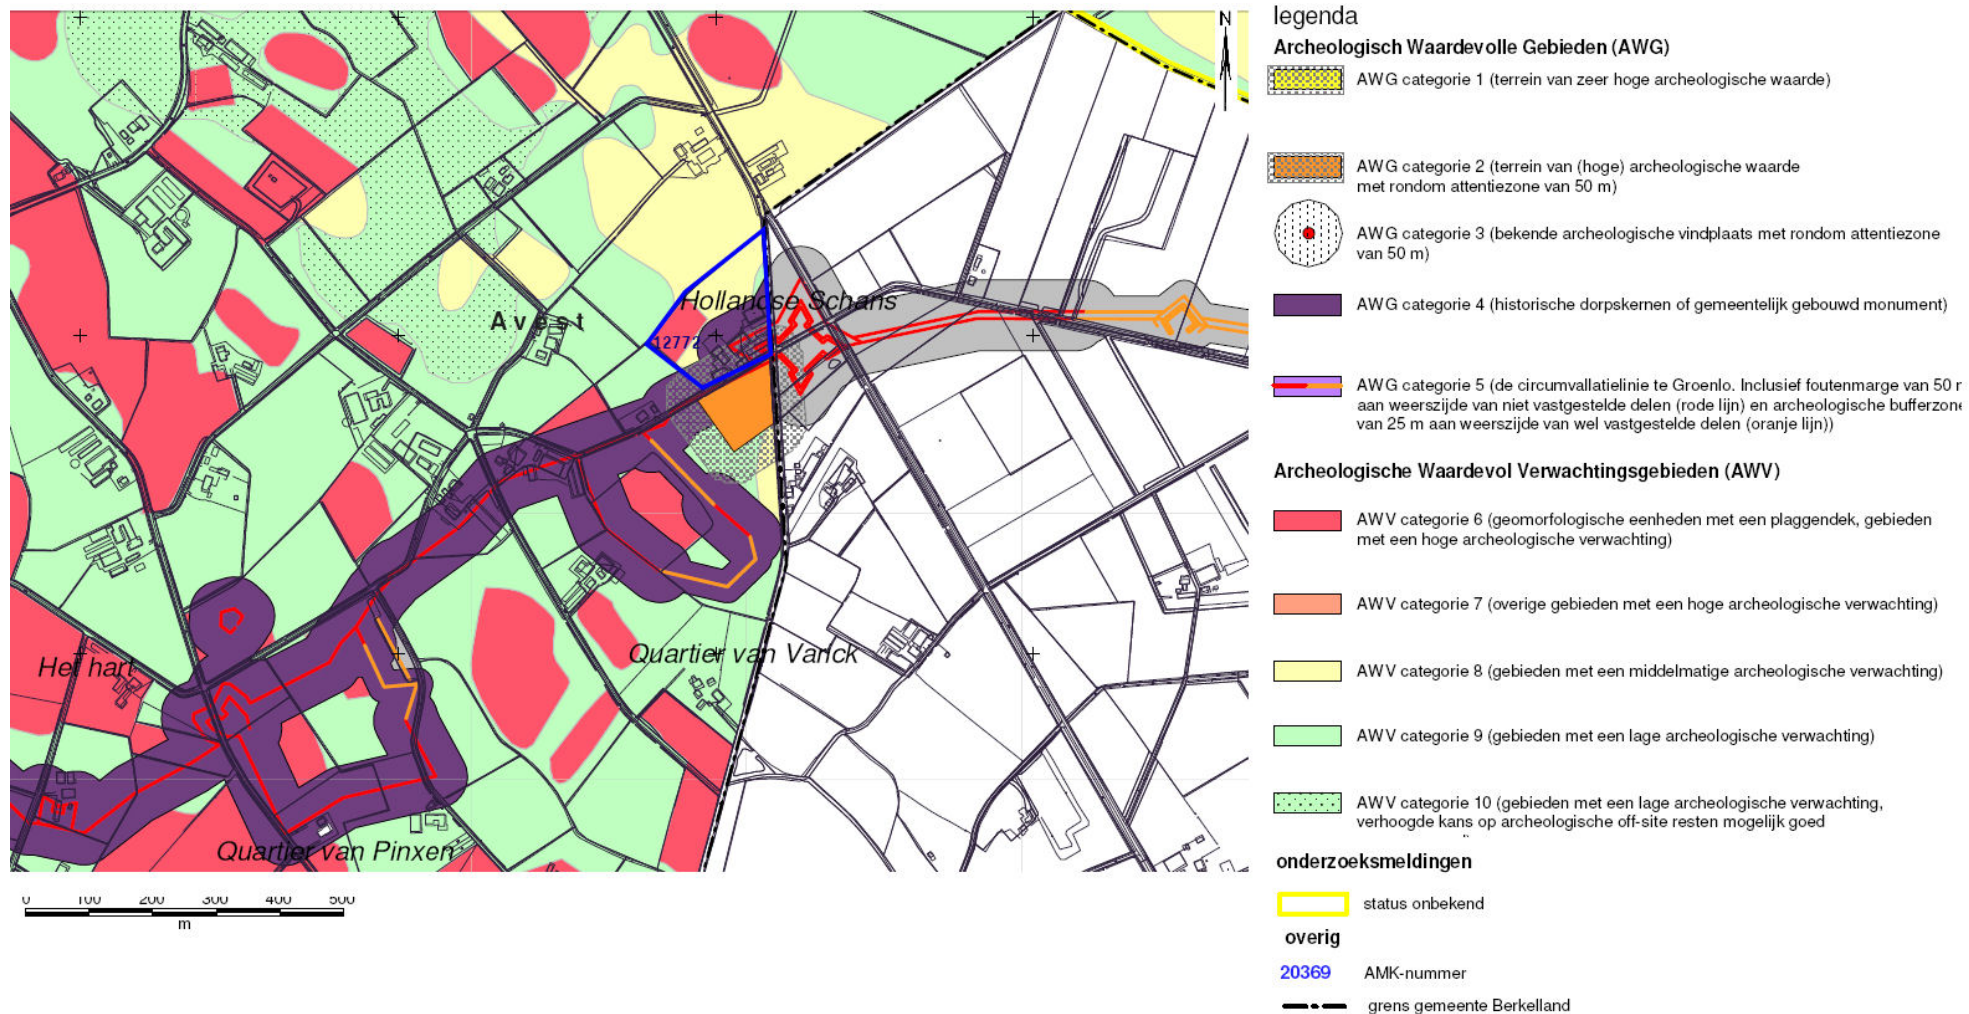 N
Hollandse Schans
Avest
12772
Quartier van Varick
Het hart
Quartier van Pinxen
0 100 200 300 400 500
m
legenda
Archeologisch Waardevolle Gebieden (AWG)
AWG categorie 1 (terrein van zeer hoge archeologische waarde)
AWG categorie 2 (terrein van (hoge) archeologische waarde
met rondom attentiezone van 50 m)
AWG categorie 3 (bekende archeologische vindplaats met rondom attentiezone
van 50 m)
AWG categorie 4 (historische dorpskernen of gemeentelijk gebouwd monument)
AWG categorie 5 (de circumvallatielinie te Groenlo. Inclusief foutenmarge van 50 m
aan weerszijde van niet vastgestelde delen (rode lijn) en archeologische bufferzone
van 25 m aan weerszijde van wel vastgestelde delen (oranje lijn))
Archeologische Waardevol Verwachtingsgebieden (AWV)
AWV categorie 6 (geomorfologische eenheden met een plaggendek, gebieden
met een hoge archeologische verwachting)
AWV categorie 7 (overige gebieden met een hoge archeologische verwachting)
AWV categorie 8 (gebieden met een middelmatige archeologische verwachting)
AWV categorie 9 (gebieden met een lage archeologische verwachting)
AWV categorie 10 (gebieden met een lage archeologische verwachting,
verhoogde kans op archeologische off-site resten mogelijk goed
onderzoeksmeldingen
status onbekend
overig
20369 AMK-nummer
grens gemeente Berkelland